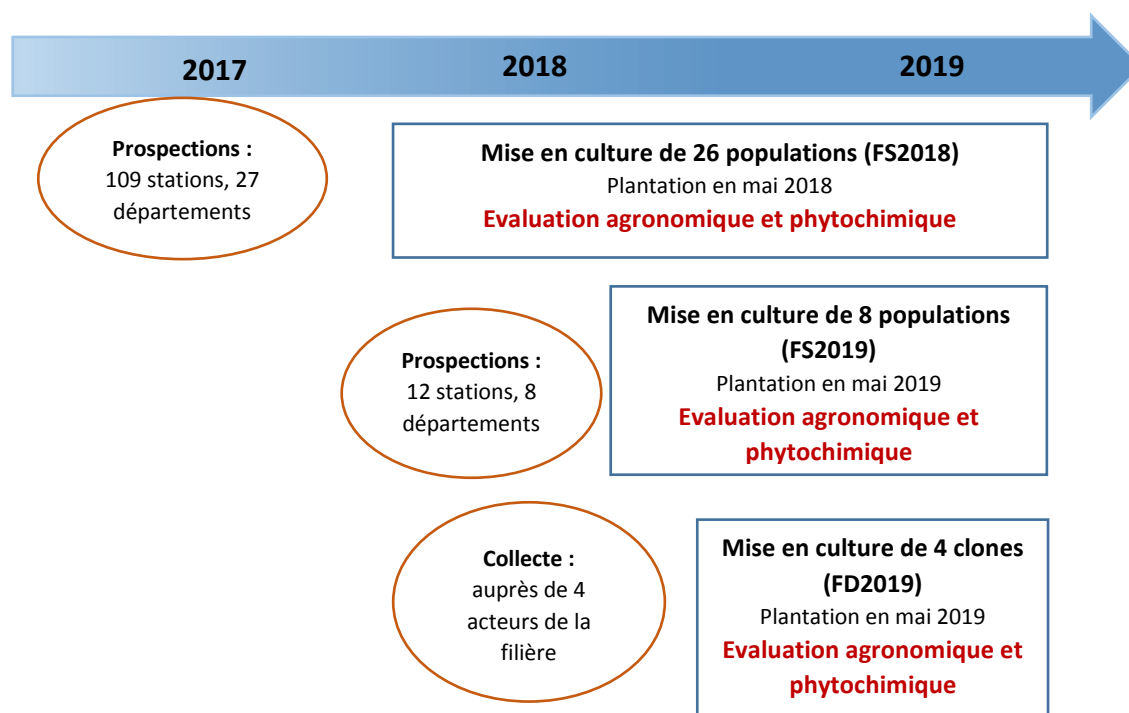 2017 2018 2019
Prospections :
109 stations, 27
départements
Mise en culture de 26 populations (FS2018)
Plantation en mai 2018
Evaluation agronomique et phytochimique
Prospections :
12 stations, 8
départements
Mise en culture de 8 populations
(FS2019)
Plantation en mai 2019
Evaluation agronomique et
phytochimique
Collecte :
auprès de 4
acteurs de la
filière
Mise en culture de 4 clones
(FD2019)
Plantation en mai 2019
Evaluation agronomique et
phytochimique